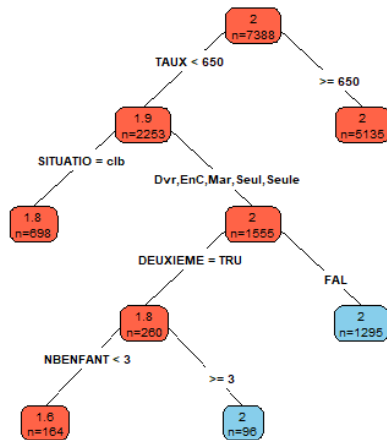 2
n=7388
TAUX < 650
>= 650
1.9
n=2253
2
n=5135
SITUATIO = clb
Dvr,EnC,Mar,Seul,Seule
1.8
n=698
2
n=1555
DEUXIEME = TRU
FAL
1.8
n=260
2
n=1295
NBENFANT < 3
>= 3
1.6
n=164
2
n=96